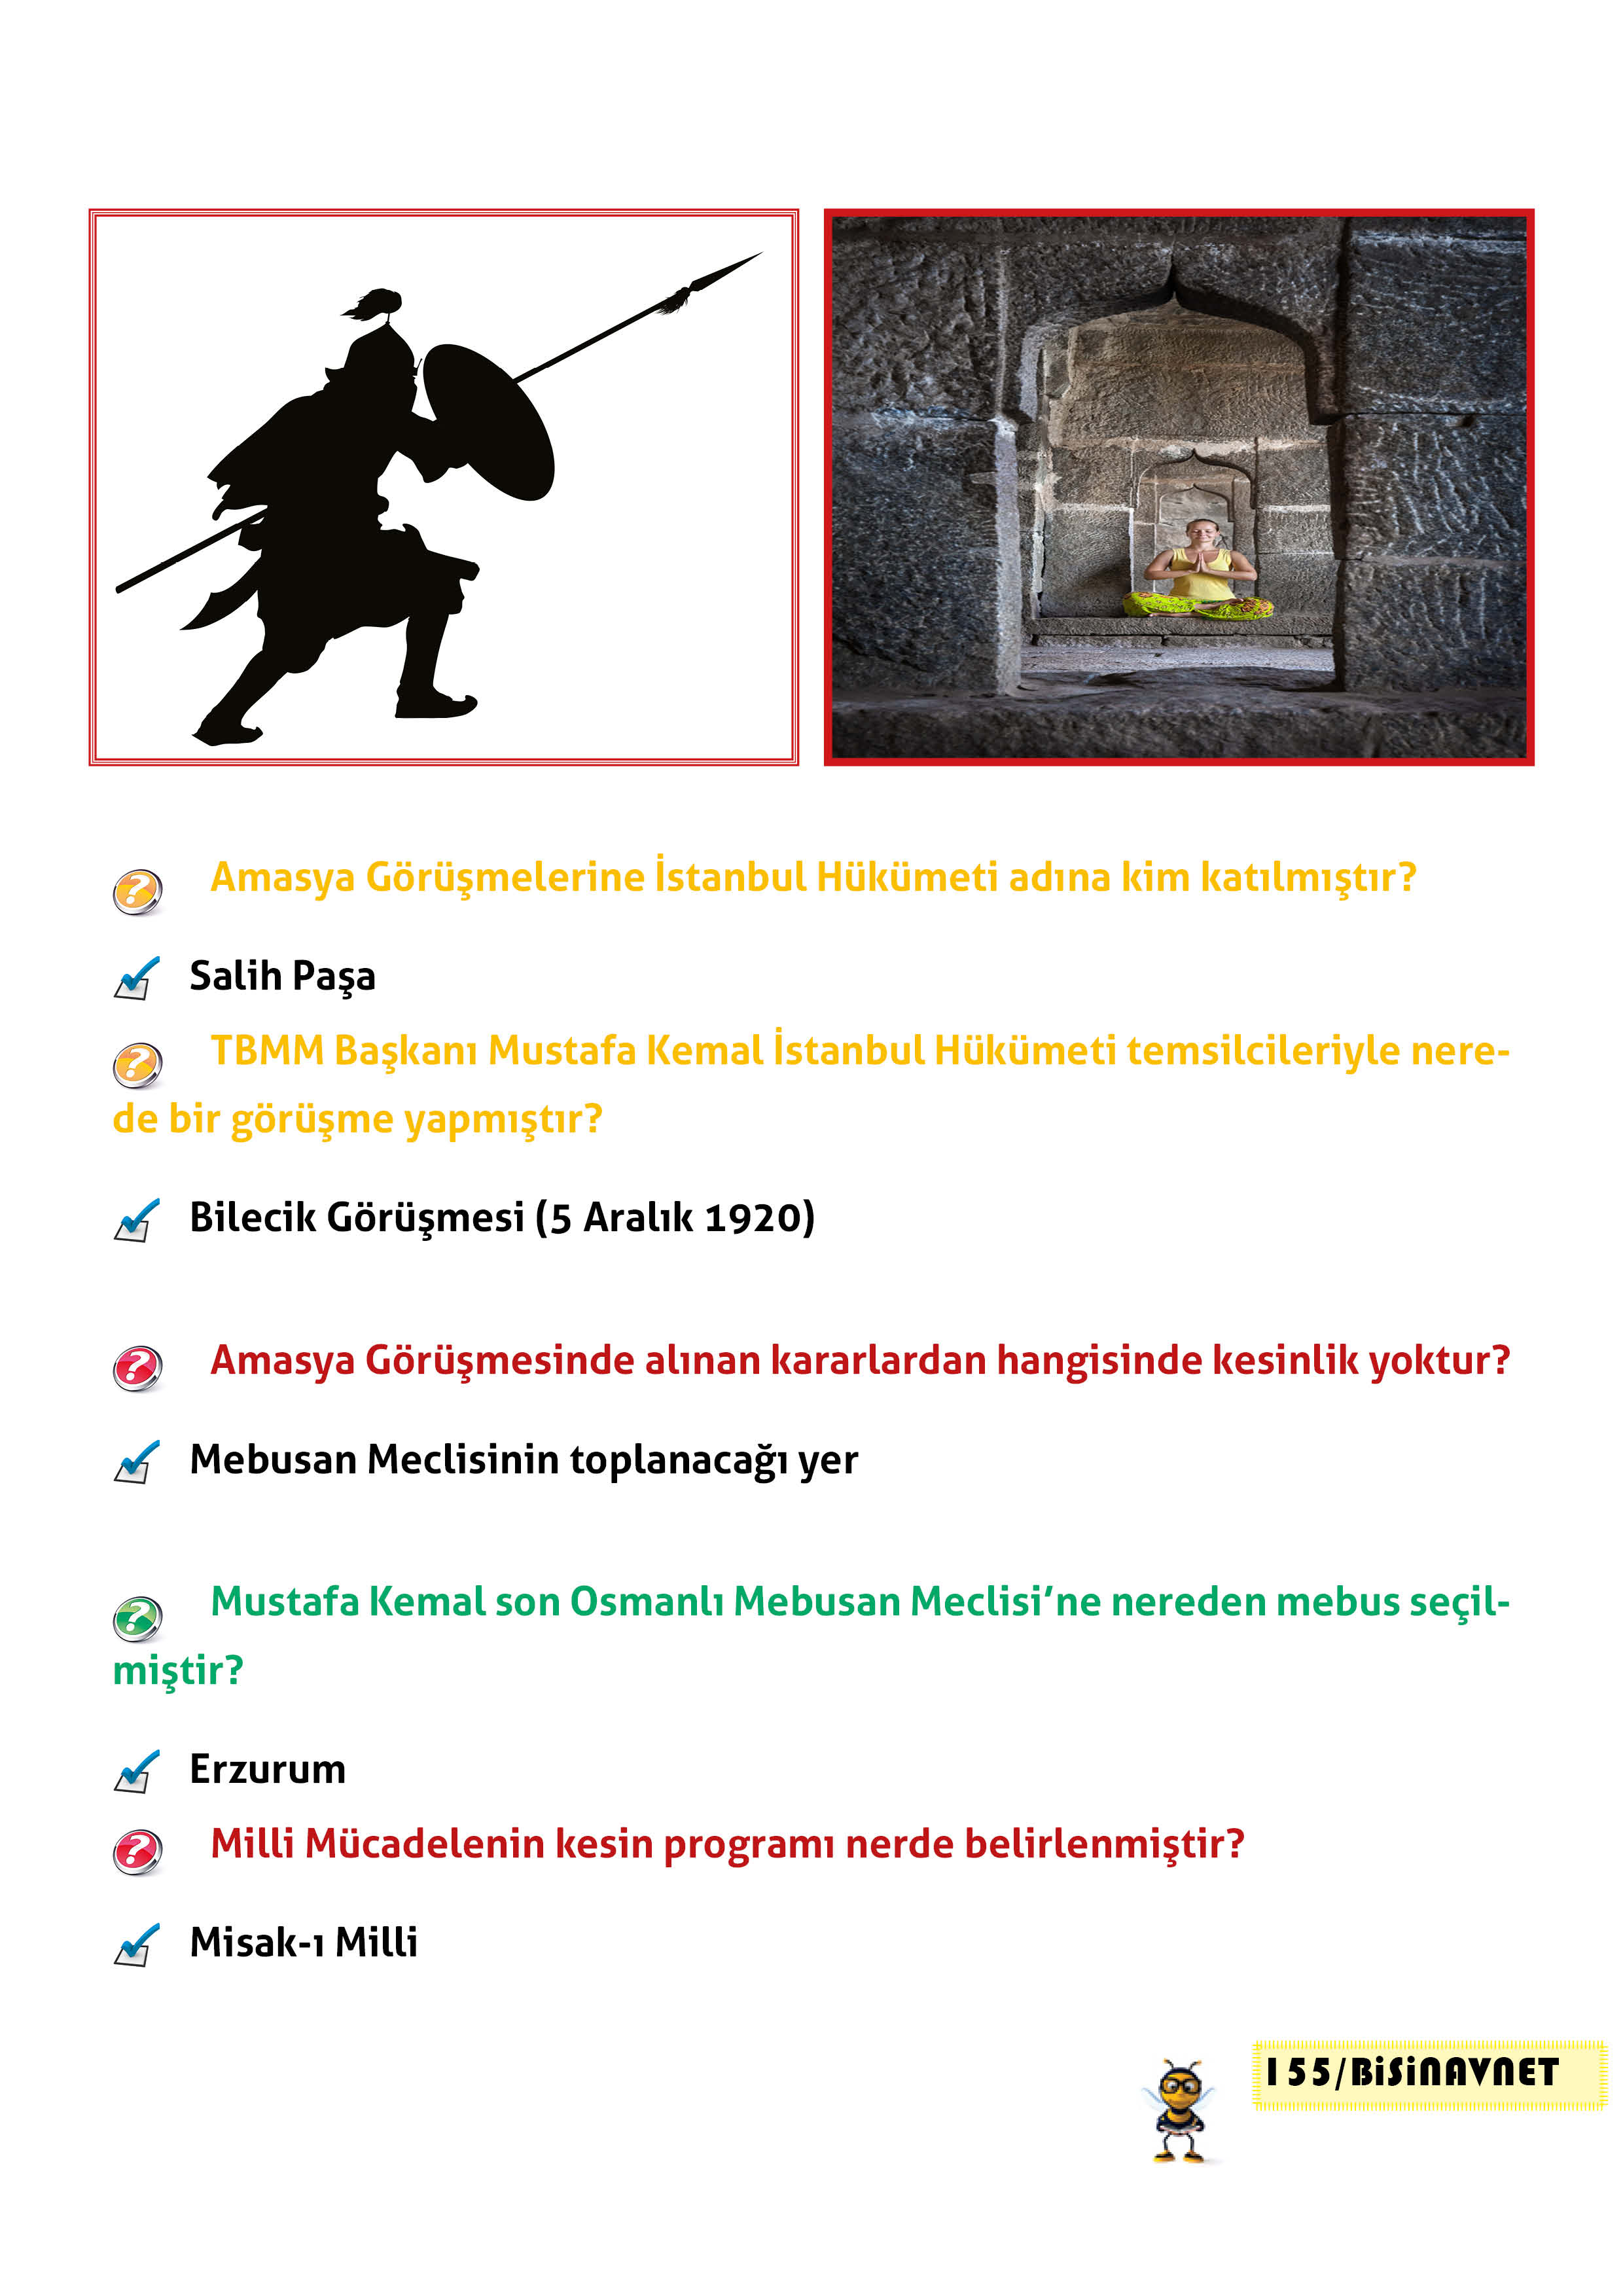 Amasya Görüşmelerine İstanbul Hükümeti adına kim katılmıştır?
Salih Paşa
TBMM Başkanı Mustafa Kemal İstanbul Hükümeti temsilcileriyle nere-
de bir görüşme yapmıştır?
Bilecik Görüşmesi (5 Aralık 1920)
Amasya Görüşmesinde alınan kararlardan hangisinde kesinlik yoktur?
Mebusan Meclisinin toplanacağı yer
Mustafa Kemal son Osmanlı Mebusan Meclisi’ne nereden mebus seçil-
miştir?
Erzurum
Milli Mücadelenin kesin programı nerde belirlenmiştir?
Misak-ı Milli
155/BiSiNAVNET